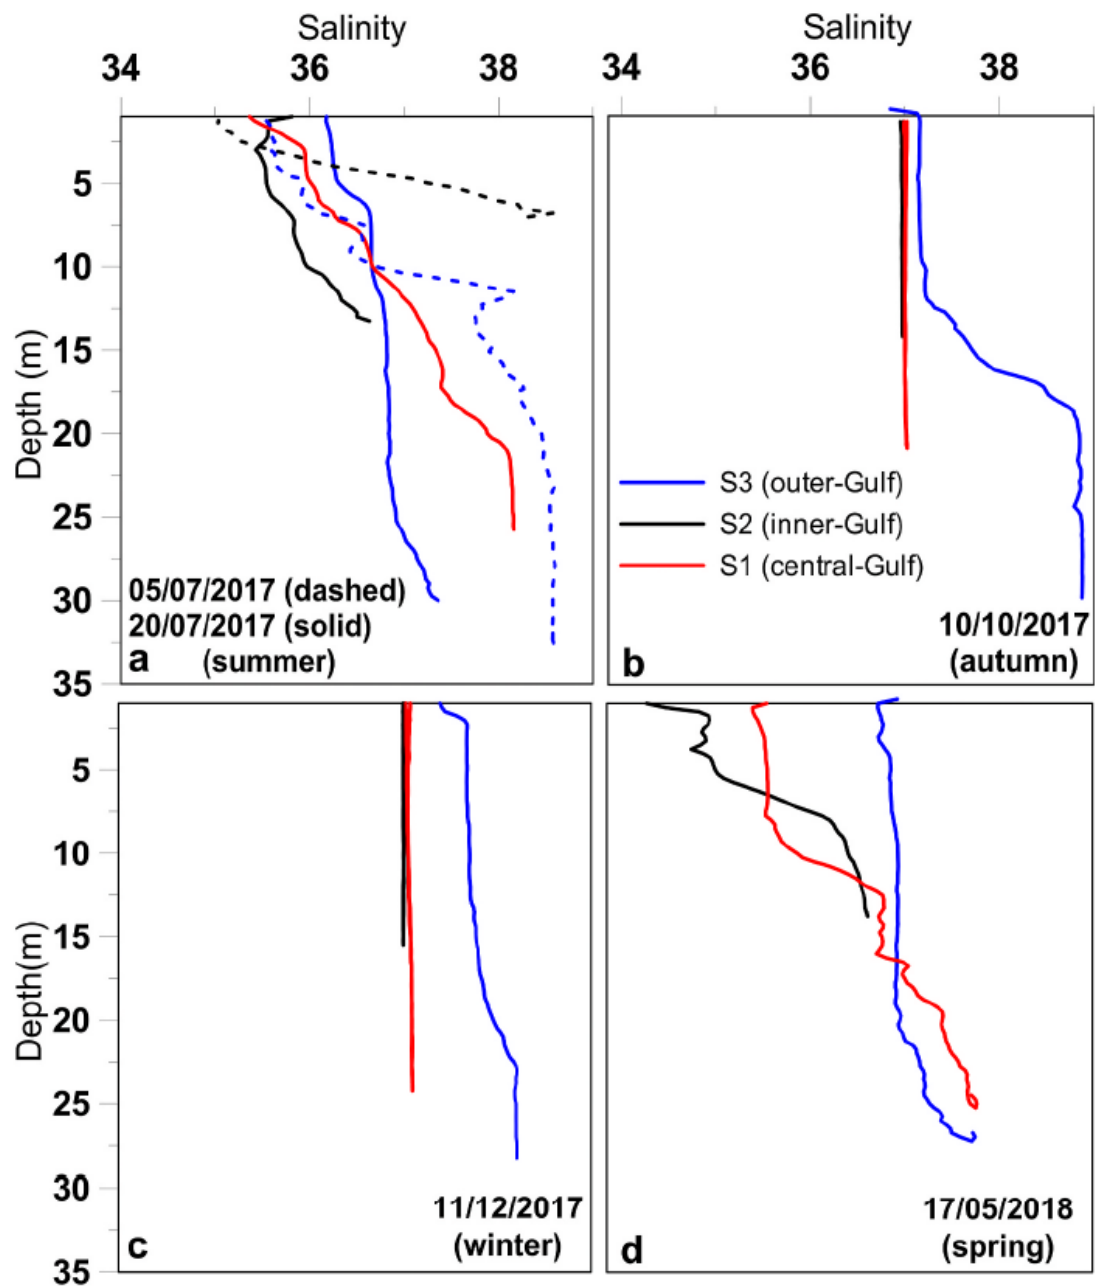 Salinity Salinity
34 36 38 34 36 38
5
10
15
20
25
30
35
Depth (m)
S3 (outer-Gulf)
S2 (inner-Gulf)
S1 (central-Gulf)
05/07/2017 (dashed)
20/07/2017 (solid)
(summer)
a
10/10/2017
(autumn)
b
5
10
15
20
25
30
35
Depth(m)
11/12/2017
(winter)
c
17/05/2018
(spring)
d